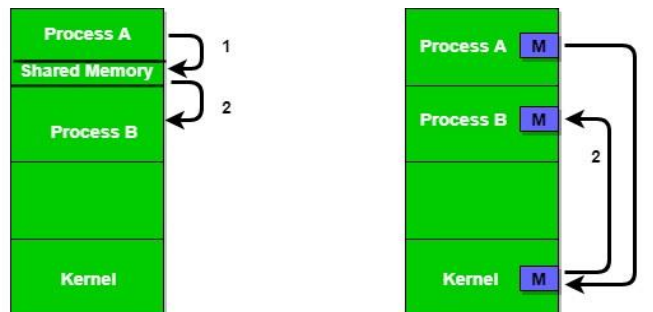 Process A
1
Shared Memory
2
Process B
Kernel
Process A M
Process B M
2
Kernel M